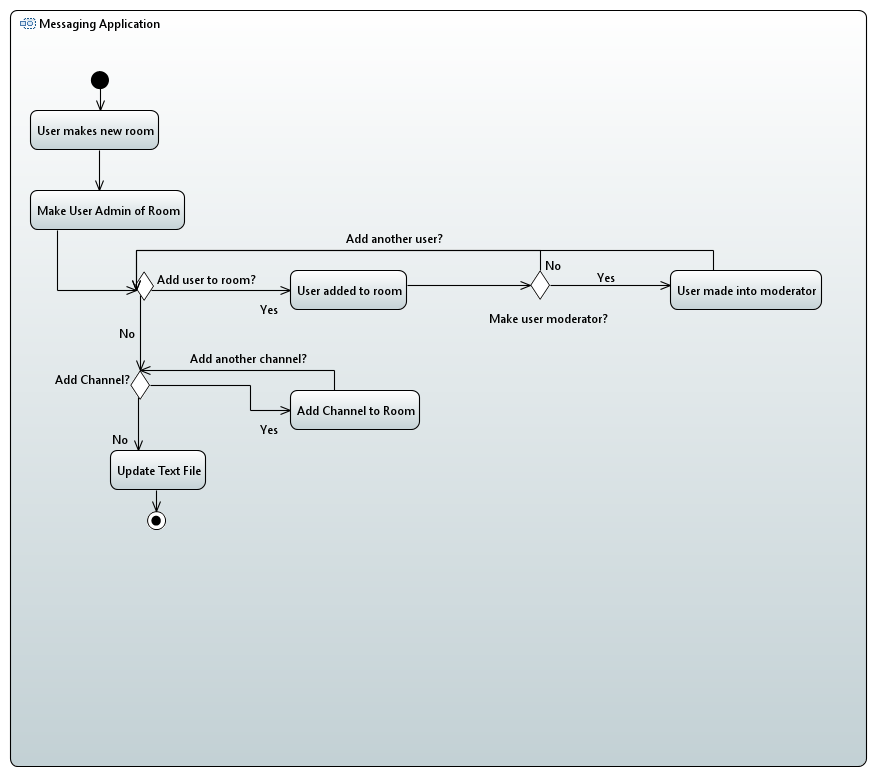 Messaging Application
User makes new room
Make User Admin of Room
Add another user?
No
Add user to room?
Yes
User added to room
Yes
User made into moderator
Make user moderator?
No
Add another channel?
Add Channel?
Add Channel to Room
Yes
No
Update Text File